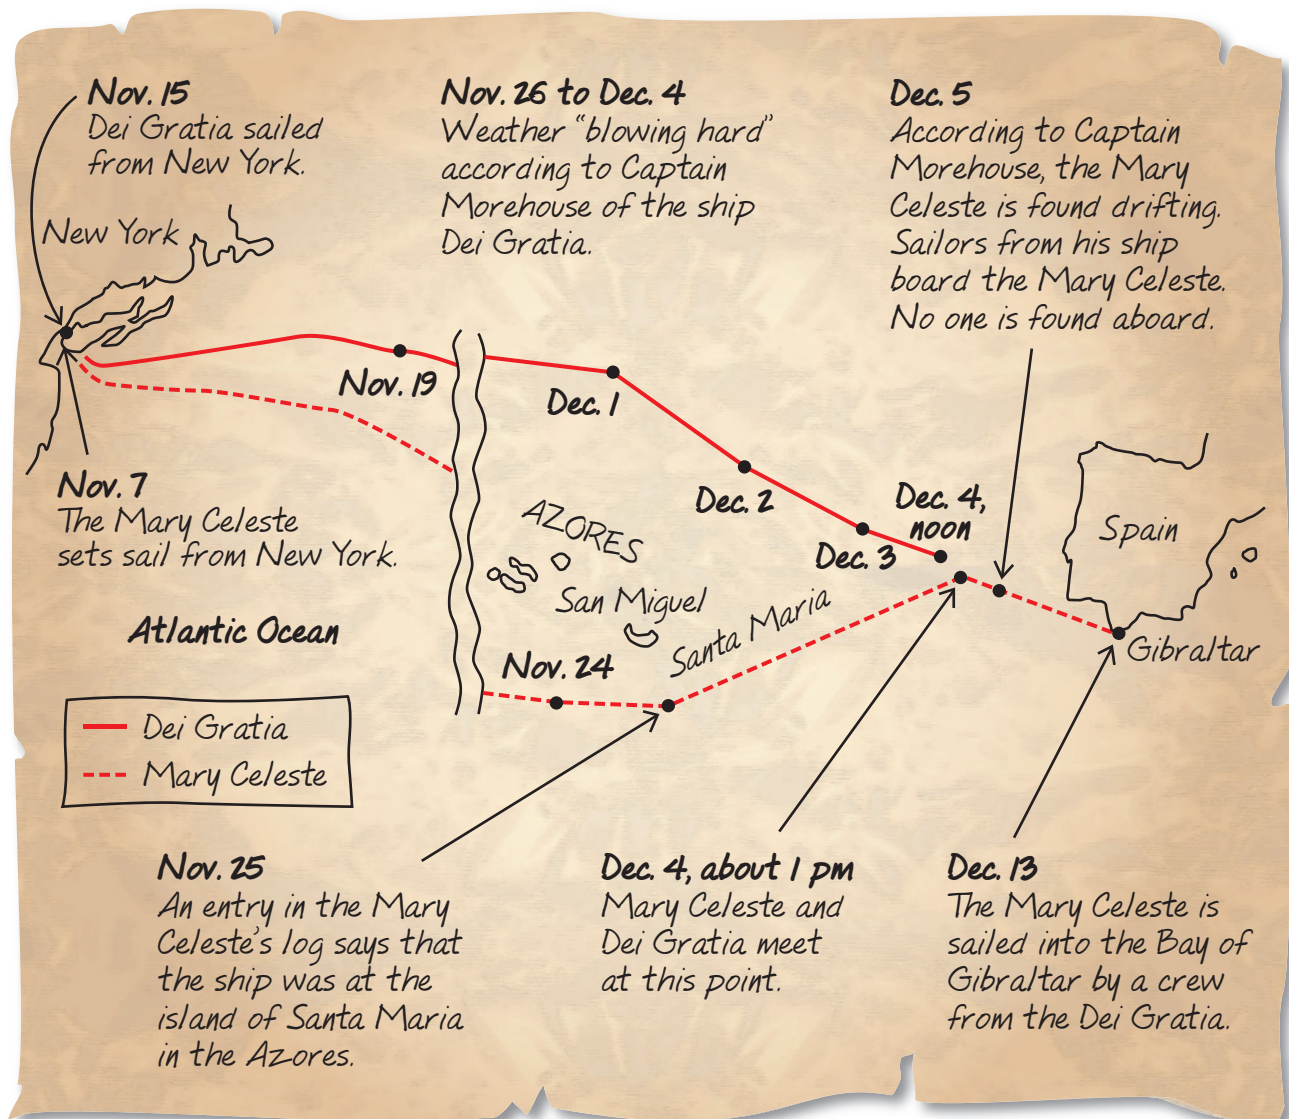 Nov. 15
Dei Gratia sailed
from New York.
New York
Nov. 26 to Dec. 4
Weather “blowing hard”
according to Captain
Morehouse of the ship
Dei Gratia.
Dec. 5
According to Captain
Morehouse, the Mary
Celeste is found drifting.
Sailors from his ship
board the Mary Celeste.
No one is found aboard.
Nov. 19
Dec. 1
Dec. 2
Dec. 3
Dec. 4,
noon
Nov. 7
The Mary Celeste
sets sail from New York.
Atlantic Ocean
AZORES
San Miguel
Santa Maria
Nov. 24
Spain
Gibraltar
Dei Gratia
Mary Celeste
Nov. 25
An entry in the Mary
Celeste’s log says that
the ship was at the
island of Santa Maria
in the Azores.
Dec. 4, about 1 pm
Mary Celeste and
Dei Gratia meet
at this point.
Dec. 13
The Mary Celeste is
sailed into the Bay of
Gibraltar by a crew
from the Dei Gratia.